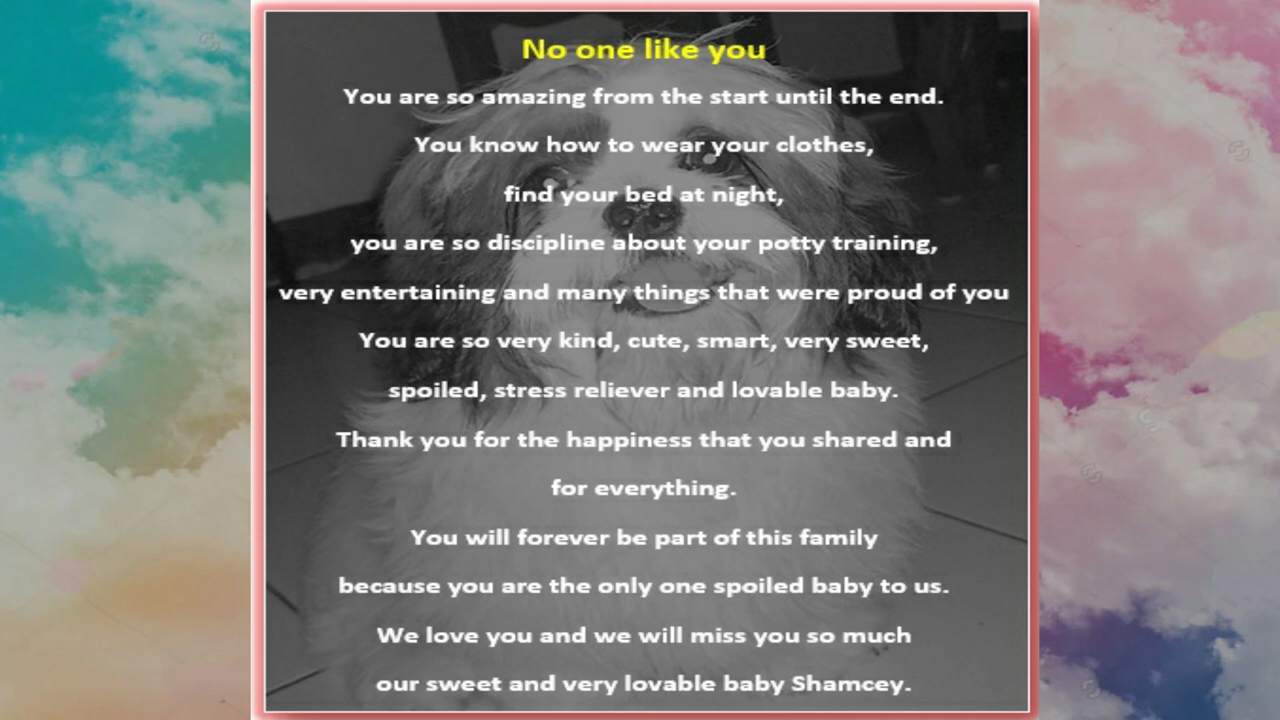 No one like you
You are so amazing from the start until the end.
You know how to wear your clothes,
find your bed at night,
you are so discipline about your potty training,
very entertaining and many things that were proud of you
You are so very kind, cute, smart, very sweet,
spoiled, stress reliever and lovable baby.
Thank you for the happiness that you shared and
for everything.
You will forever be part of this family
because you are the only one spoiled baby to us.
We love you and we will miss you so much
our sweet and very lovable baby Shamcey.